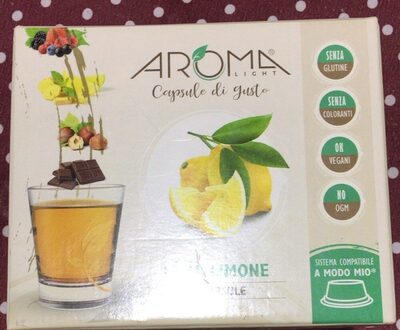 AROMA®
LIGHT
Capsule di gusto
SENZA
GLUTINE
SENZA
COLORANTI
OK
VEGANI
NO
OGM
LIMONE
SISTEMA COMPATIBILE
A MODO MIO®